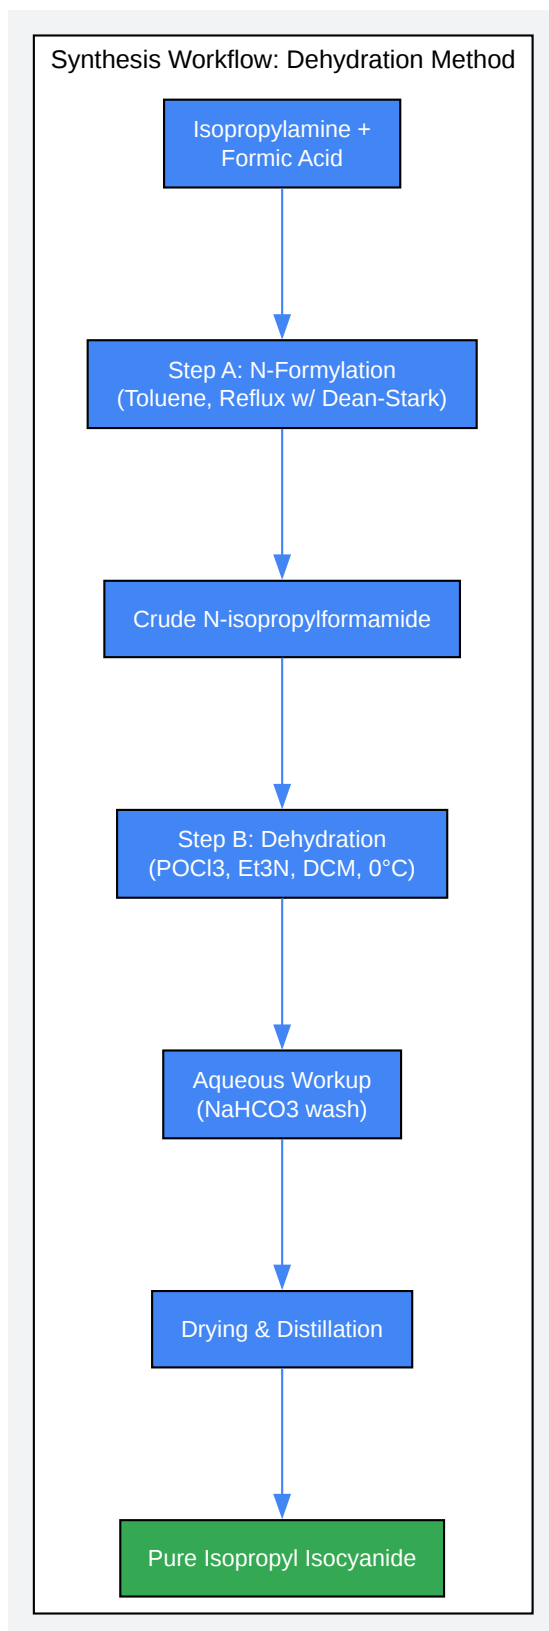 Synthesis Workflow: Dehydration Method
Isopropylamine +
Formic Acid
Step A: N-Formylation
(Toluene, Reflux w/ Dean-Stark)
Crude N-isopropylformamide
Step B: Dehydration
(POCl3, Et3N, DCM, 0°C)
Aqueous Workup
(NaHCO3 wash)
Drying & Distillation
Pure Isopropyl Isocyanide